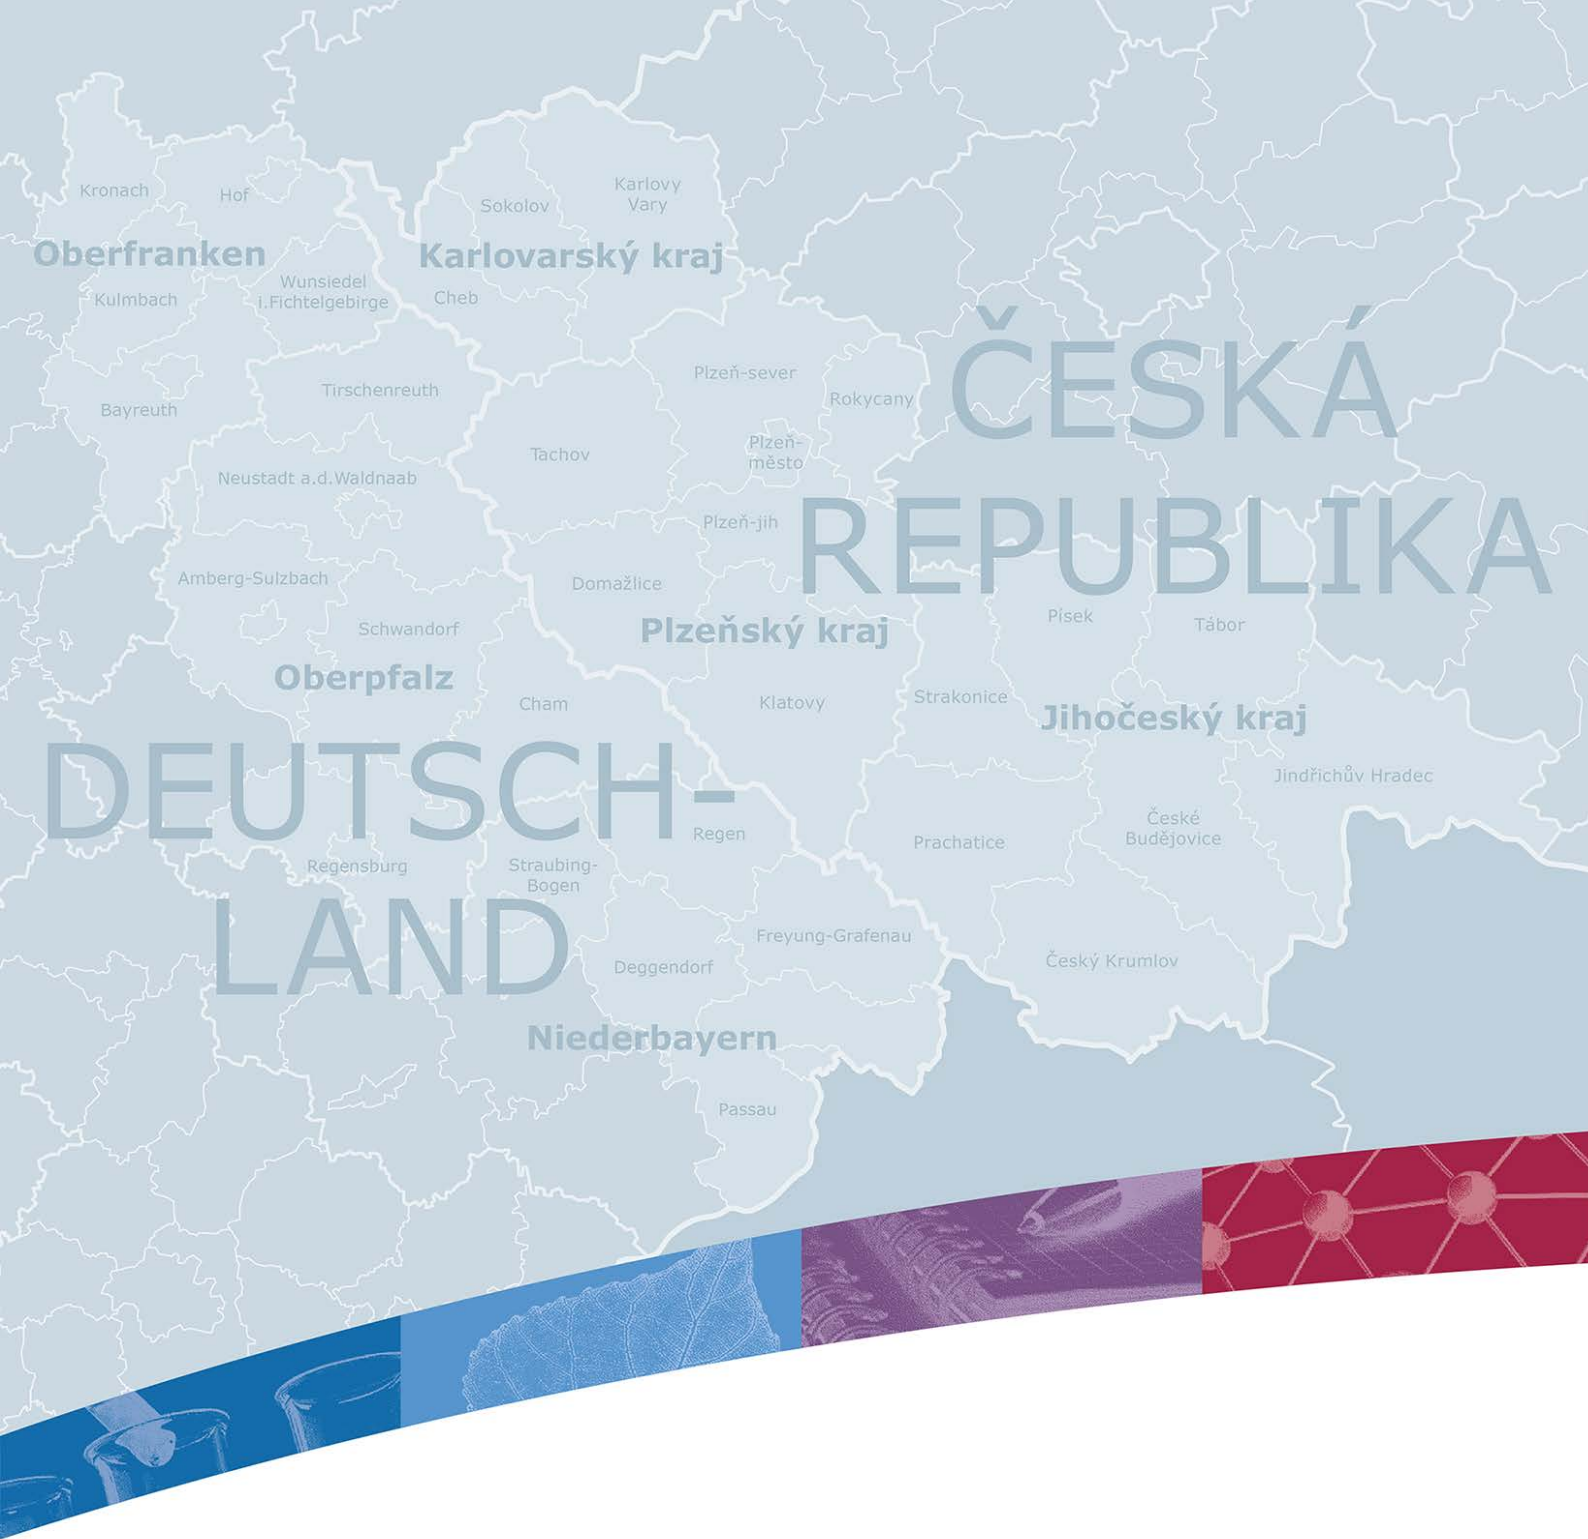 Kronach
Hof
Karlovy
Vary
Sokolov
Oberfranken
Karlovarský kraj
Wunsiedel
i.Fichtelgebirge
Kulmbach
Cheb
ČESKÁ
REPUBLIKA
Plzeň-sever
Tirschenreuth
Rokycany
Bayreuth
Plzeň-
město
Tachov
Neustadt a.d.Waldnaab
Plzeň-jih
Amberg-Sulzbach
Domažlice
Písek
Tábor
Schwandorf
Plzeňský kraj
Oberpfalz
Cham
Klatovy
Strakonice
Jihočeský kraj
DEUTSCH-
LAND
Jindřichův Hradec
České
Budějovice
Regen
Prachatice
Regensburg
Straubing-
Bogen
Freyung-Grafenau
Deggendorf
Český Krumlov
Niederbayern
Passau